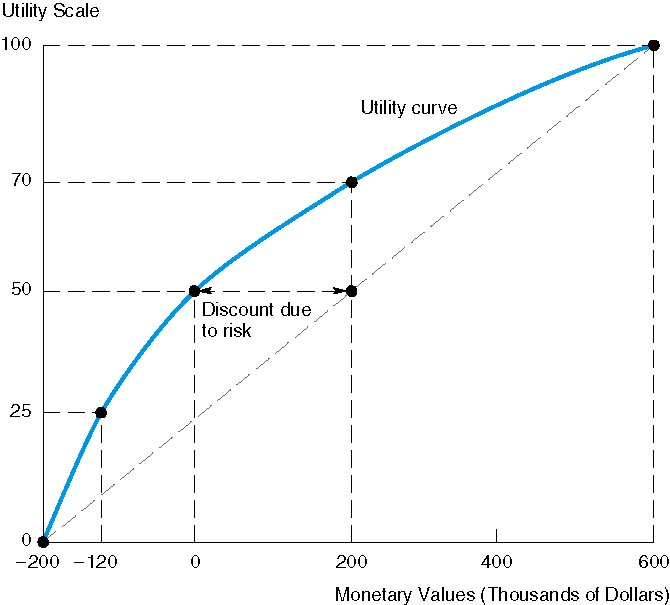 Utility Scale
100
Utility curve
70
50
Discount due
to risk
25
0
−200 −120 0 200 400 600
Monetary Values (Thousands of Dollars)